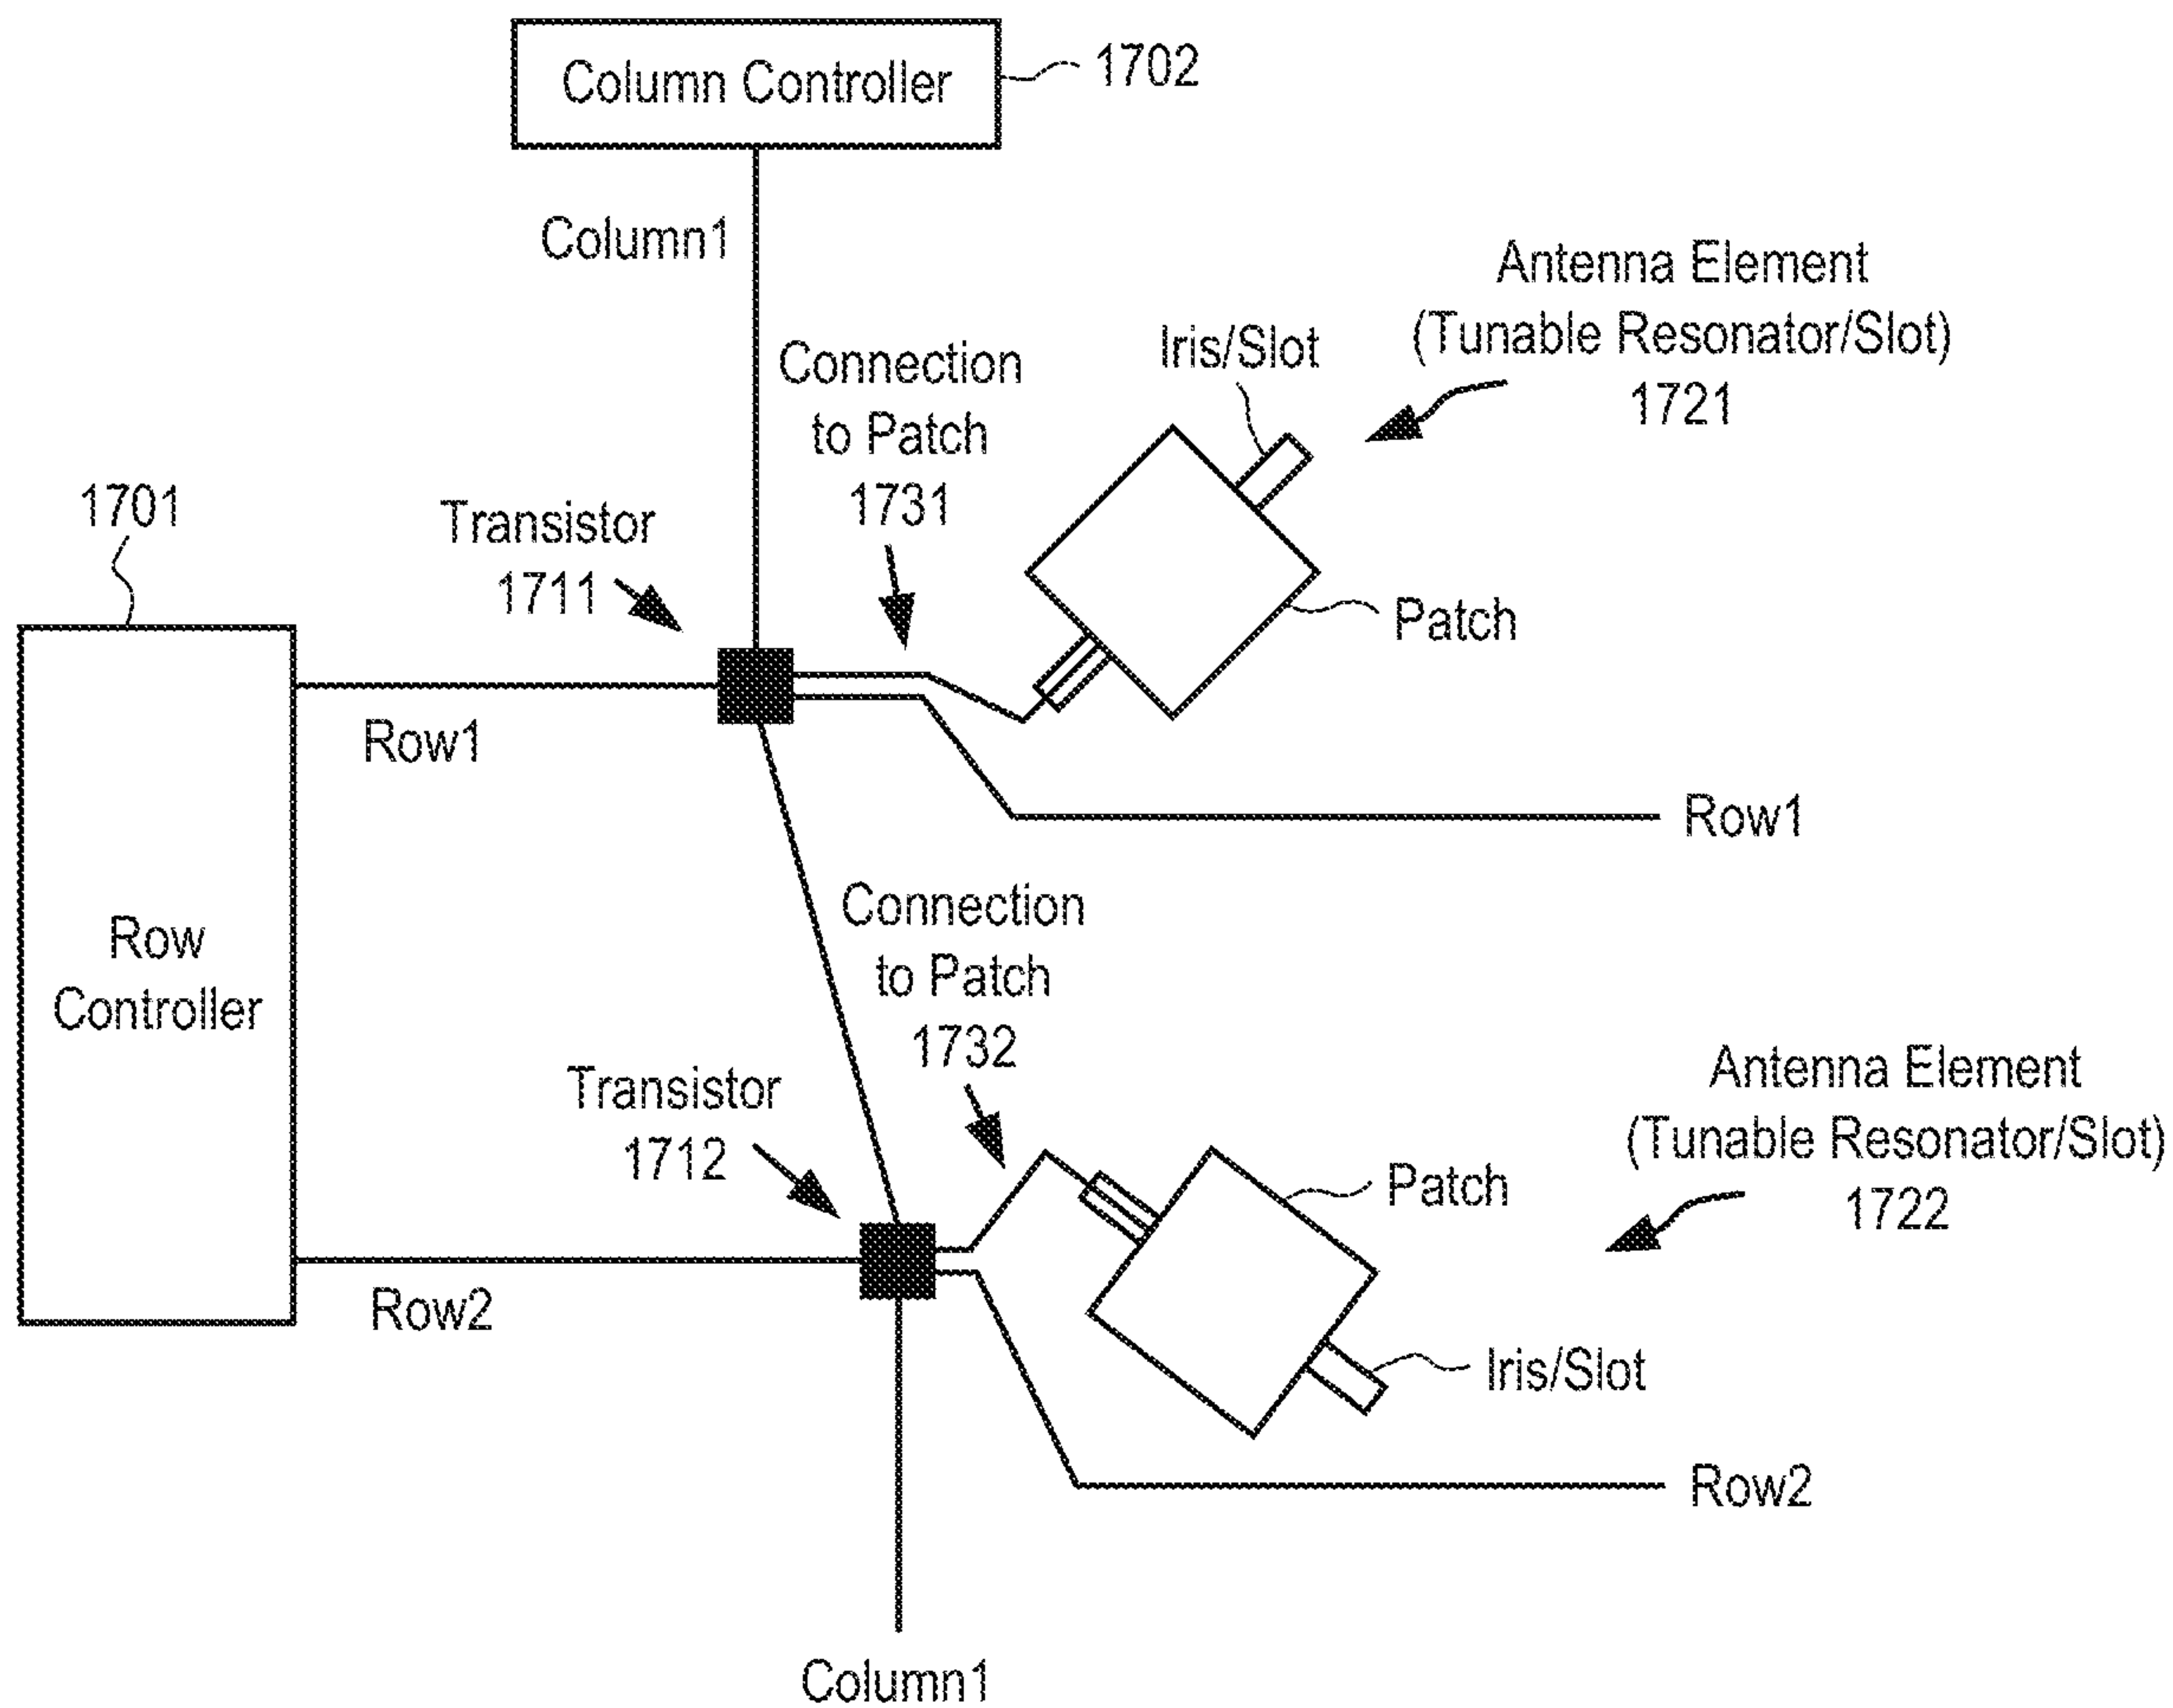 Column Controller
1702
Column1
Antenna Element
(Tunable Resonator/Slot)
1721
Iris/Slot
Connection
to Patch
1731
1701
Transistor
1711
Patch
Row1
Row1
Row
Controller
Connection
to Patch
1732
Transistor
1712
Antenna Element
(Tunable Resonator/Slot)
1722
Patch
Row2
Iris/Slot
Row2
Column1